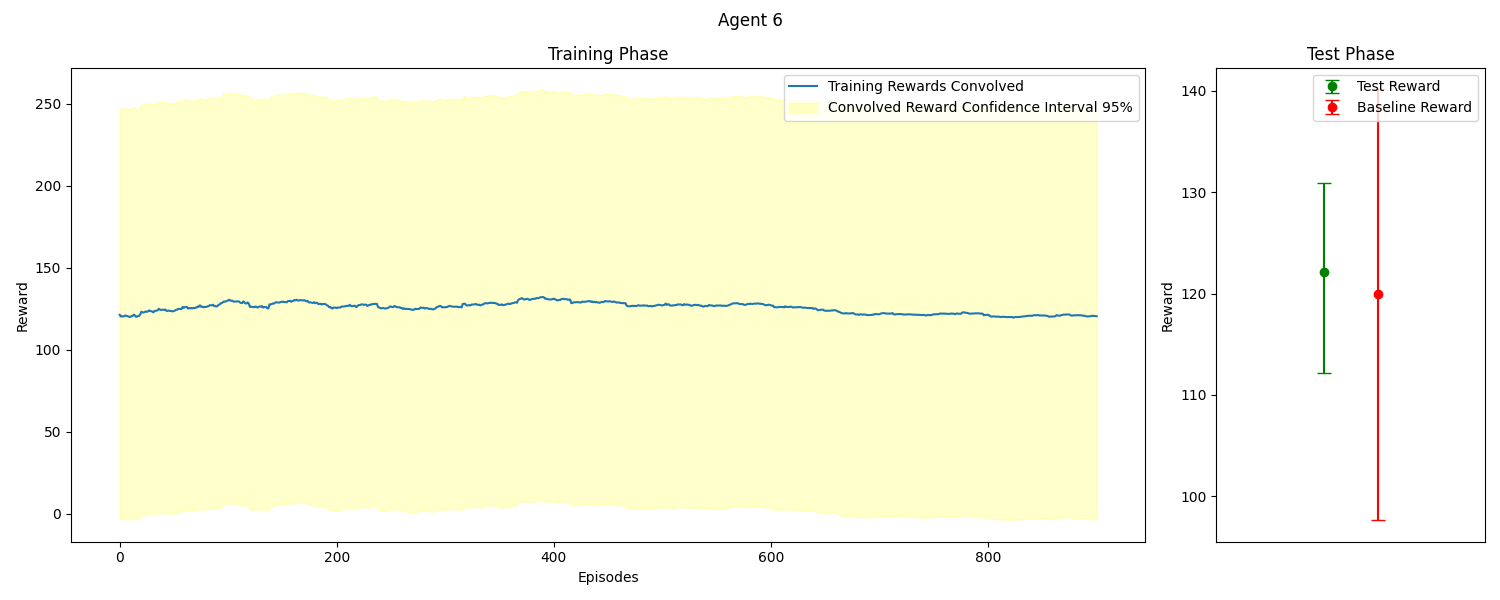 Agent 6
Training Phase
Training Rewards Convolved
Convolved Reward Confidence Interval 95%
Reward
250
200
150
100
50
0
0 200 400 600 800
Episodes
Test Phase
Test Reward
Baseline Reward
Reward
140
130
120
110
100